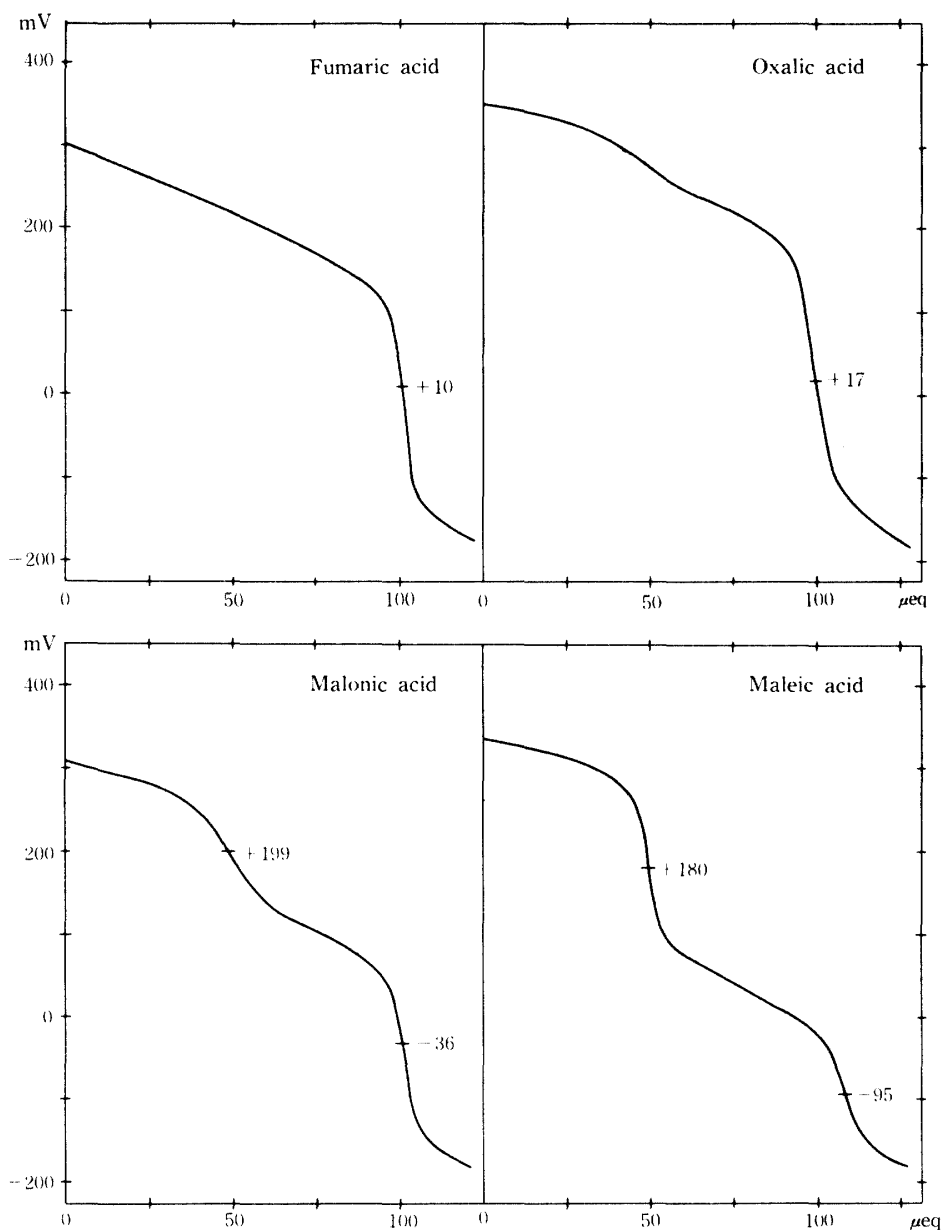 mV
400
200
0
−200
Fumaric acid
+10
0 50 100
Oxalic acid
+17
0 50 100 μeq
mV
400
200
0
−200
Malonic acid
+199
−36
0 50 100
Maleic acid
+180
−95
0 50 100 μeq